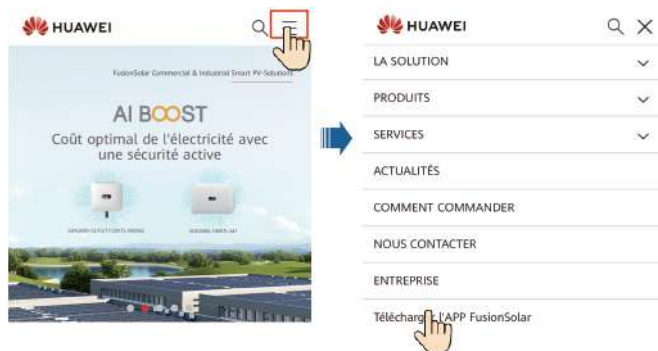 HUAWEI
FusionSolar Commercial & Industrial Smart PV-Solutions
AI BOOST
Coût optimal de l'électricité avec
une sécurité active
HUAWEI
LA SOLUTION
PRODUITS
SERVICES
ACTUALITÉS
COMMENT COMMANDER
NOUS CONTACTER
ENTREPRISE
Télécharger l'APP FusionSolar